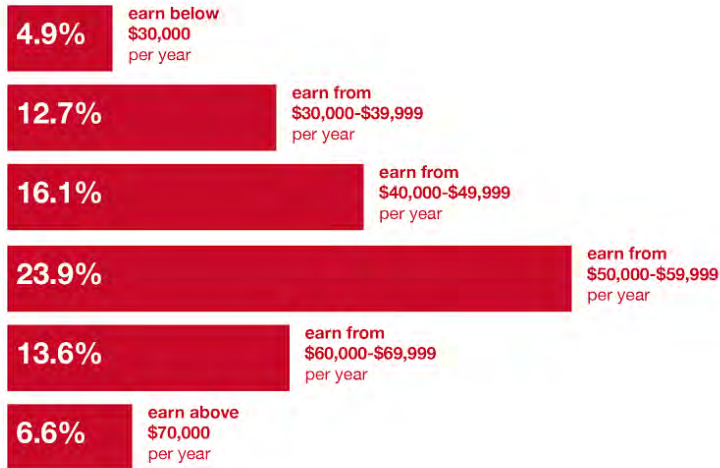 4.9%
earn below
$30,000
per year
12.7%
earn from
$30,000-$39,999
per year
16.1%
earn from
$40,000-$49,999
per year
23.9%
earn from
$50,000-$59,999
per year
13.6%
earn from
$60,000-$69,999
per year
6.6%
earn above
$70,000
per year